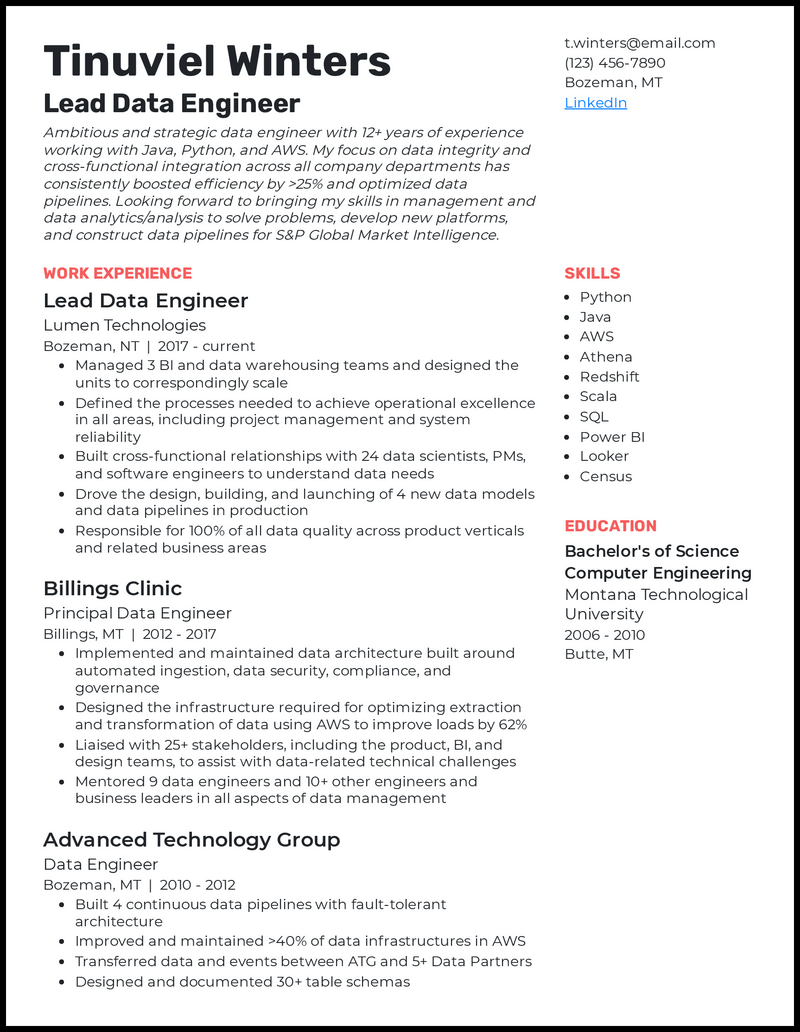 Tinuviel Winters
Lead Data Engineer
Ambitious and strategic data engineer with 12+ years of experience
working with Java, Python, and AWS. My focus on data integrity and
cross-functional integration across all company departments has
consistently boosted efficiency by >25% and optimized data
pipelines. Looking forward to bringing my skills in management and
data analytics/analysis to solve problems, develop new platforms,
and construct data pipelines for S&P Global Market Intelligence.
t.winters@email.com
(123) 456-7890
Bozeman, MT
LinkedIn
WORK EXPERIENCE
Lead Data Engineer
Lumen Technologies
Bozeman, NT | 2017 - current
• Managed 3 BI and data warehousing teams and designed the
units to correspondingly scale
• Defined the processes needed to achieve operational excellence
in all areas, including project management and system
reliability
• Built cross-functional relationships with 24 data scientists, PMs,
and software engineers to understand data needs
• Drove the design, building, and launching of 4 new data models
and data pipelines in production
• Responsible for 100% of all data quality across product verticals
and related business areas
Billings Clinic
Principal Data Engineer
Billings, MT | 2012 - 2017
• Implemented and maintained data architecture built around
automated ingestion, data security, compliance, and
governance
• Designed the infrastructure required for optimizing extraction
and transformation of data using AWS to improve loads by 62%
• Liaised with 25+ stakeholders, including the product, BI, and
design teams, to assist with data-related technical challenges
• Mentored 9 data engineers and 10+ other engineers and
business leaders in all aspects of data management
Advanced Technology Group
Data Engineer
Bozeman, MT | 2010 - 2012
• Built 4 continuous data pipelines with fault-tolerant
architecture
• Improved and maintained >40% of data infrastructures in AWS
• Transferred data and events between ATG and 5+ Data Partners
• Designed and documented 30+ table schemas
SKILLS
• Python
• Java
• AWS
• Athena
• Redshift
• Scala
• SQL
• Power BI
• Looker
• Census
EDUCATION
Bachelor's of Science
Computer Engineering
Montana Technological
University
2006 - 2010
Butte, MT